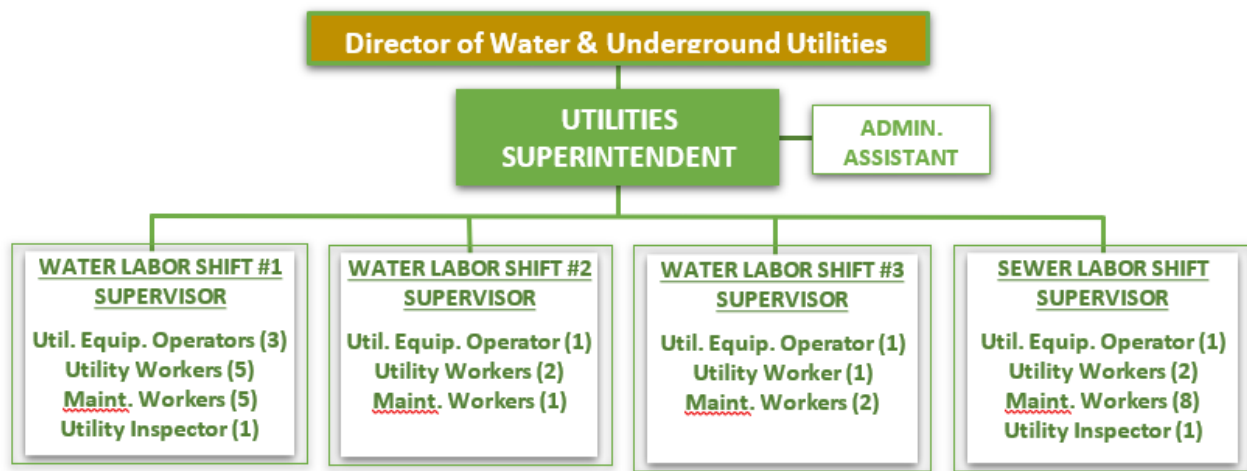 Director of Water & Underground Utilities
UTILITIES
SUPERINTENDENT
ADMIN.
ASSISTANT
WATER LABOR SHIFT #1
SUPERVISOR
Util. Equip. Operators (3)
Utility Workers (5)
Maint. Workers (5)
Utility Inspector (1)
WATER LABOR SHIFT #2
SUPERVISOR
Util. Equip. Operator (1)
Utility Workers (2)
Maint. Workers (1)
WATER LABOR SHIFT #3
SUPERVISOR
Util. Equip. Operator (1)
Utility Worker (1)
Maint. Workers (2)
SEWER LABOR SHIFT
SUPERVISOR
Util. Equip. Operator (1)
Utility Workers (2)
Maint. Workers (8)
Utility Inspector (1)